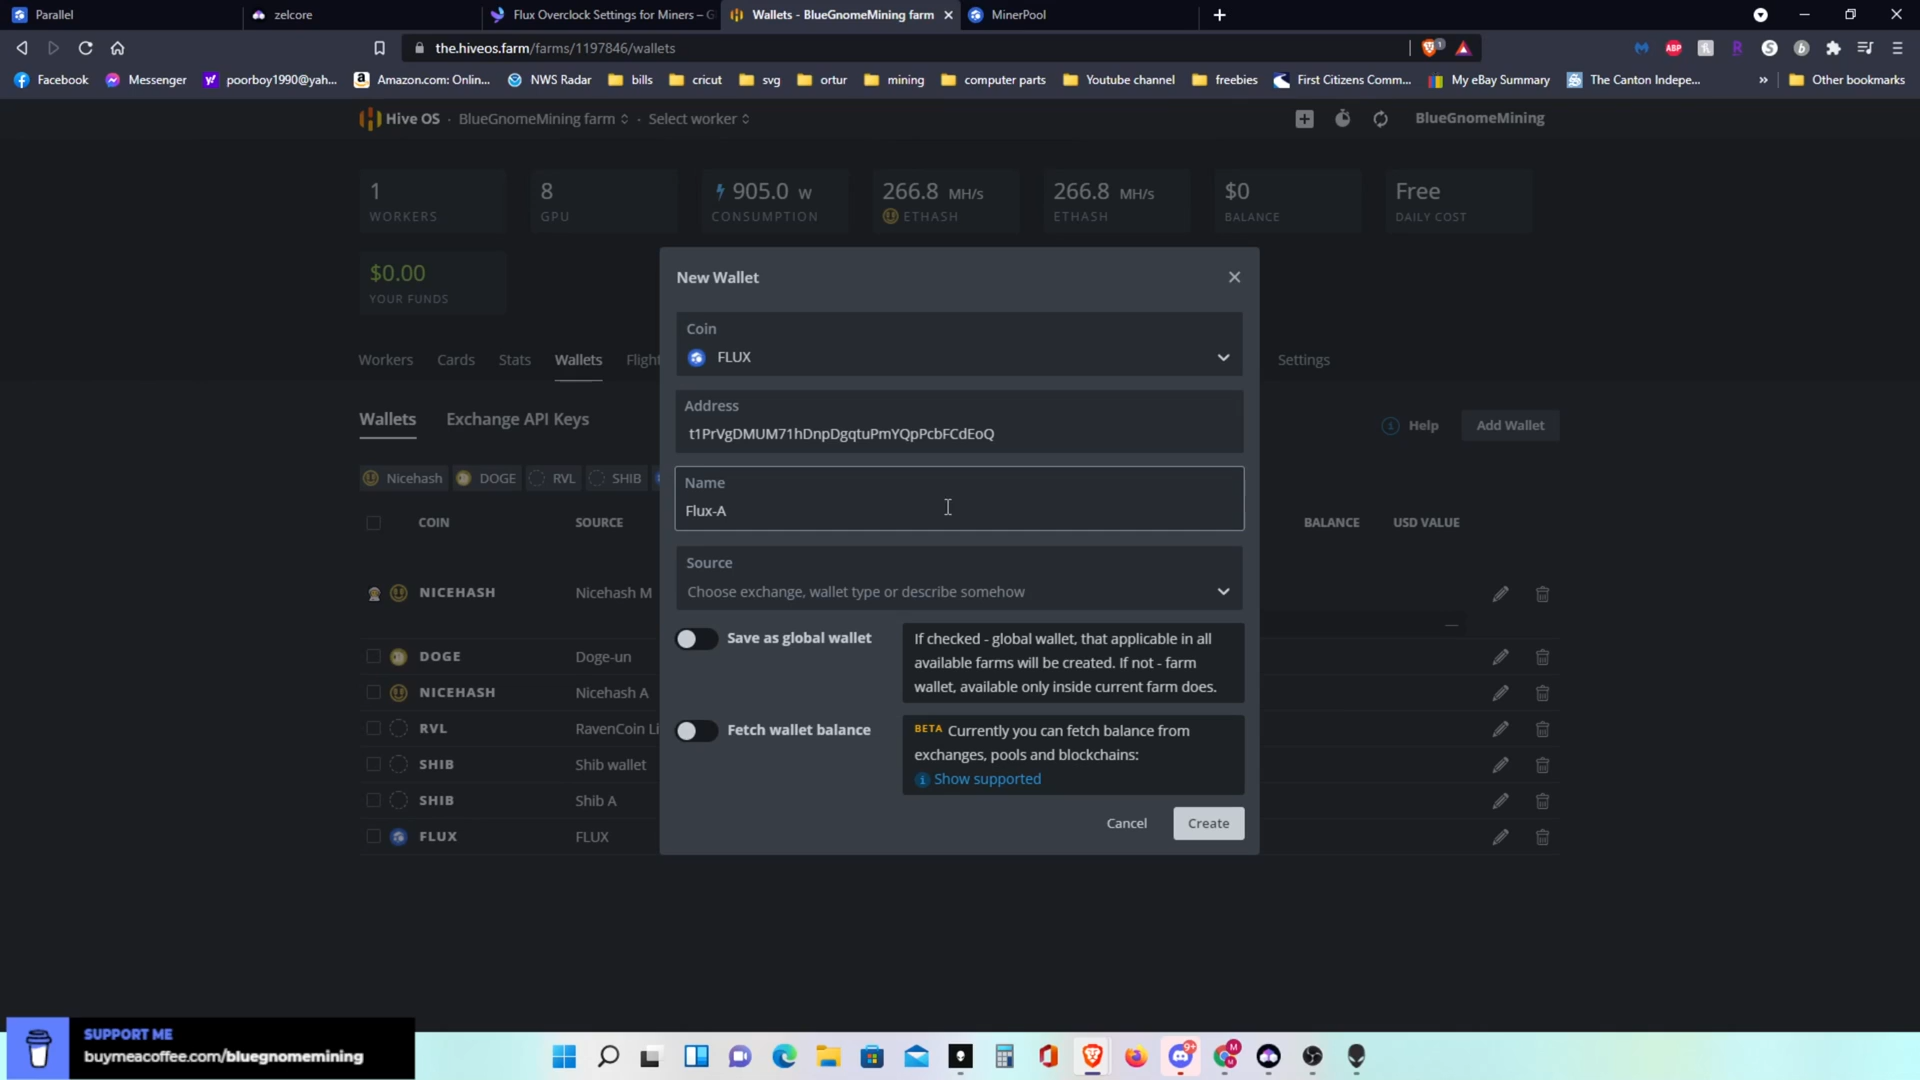 Parallel
zelcore
Flux Overclock Settings for Miners – G
Wallets - BlueGnomeMining farm
MinerPool
the.hiveos.farm/farms/1197846/wallets
Facebook
Messenger
poorboy1990@yah...
Amazon.com: Onlin...
NWS Radar
bills
cricut
svg
ortur
mining
computer parts
Youtube channel
freebies
First Citizens Comm...
My eBay Summary
The Canton Indepe...
Other bookmarks
Hive OS
BlueGnomeMining farm
Select worker
BlueGnomeMining
1
WORKERS
8
GPU
905.0 W
CONSUMPTION
266.8 MH/s
ETHASH
266.8 MH/s
ETHASH
$0
BALANCE
Free
DAILY COST
$0.00
YOUR FUNDS
Workers
Cards
Stats
Wallets
Flight
Settings
Wallets
Exchange API Keys
Help
Add Wallet
Nicehash
DOGE
RVL
SHIB
COIN
SOURCE
BALANCE
USD VALUE
NICEHASH
Nicehash M
DOGE
Doge-un
NICEHASH
Nicehash A
RVL
RavenCoin Li
SHIB
Shib wallet
SHIB
Shib A
FLUX
FLUX
New Wallet
Coin
FLUX
Address
t1PrVgDMUM71hDnpDgqtuPmYQpPcbFCdEoQ
Name
Flux-A
Source
Choose exchange, wallet type or describe somehow
Save as global wallet
If checked - global wallet, that applicable in all
available farms will be created. If not - farm
wallet, available only inside current farm does.
Fetch wallet balance
BETA Currently you can fetch balance from
exchanges, pools and blockchains:
Show supported
Cancel
Create
SUPPORT ME
buymeacoffee.com/bluegnomemining